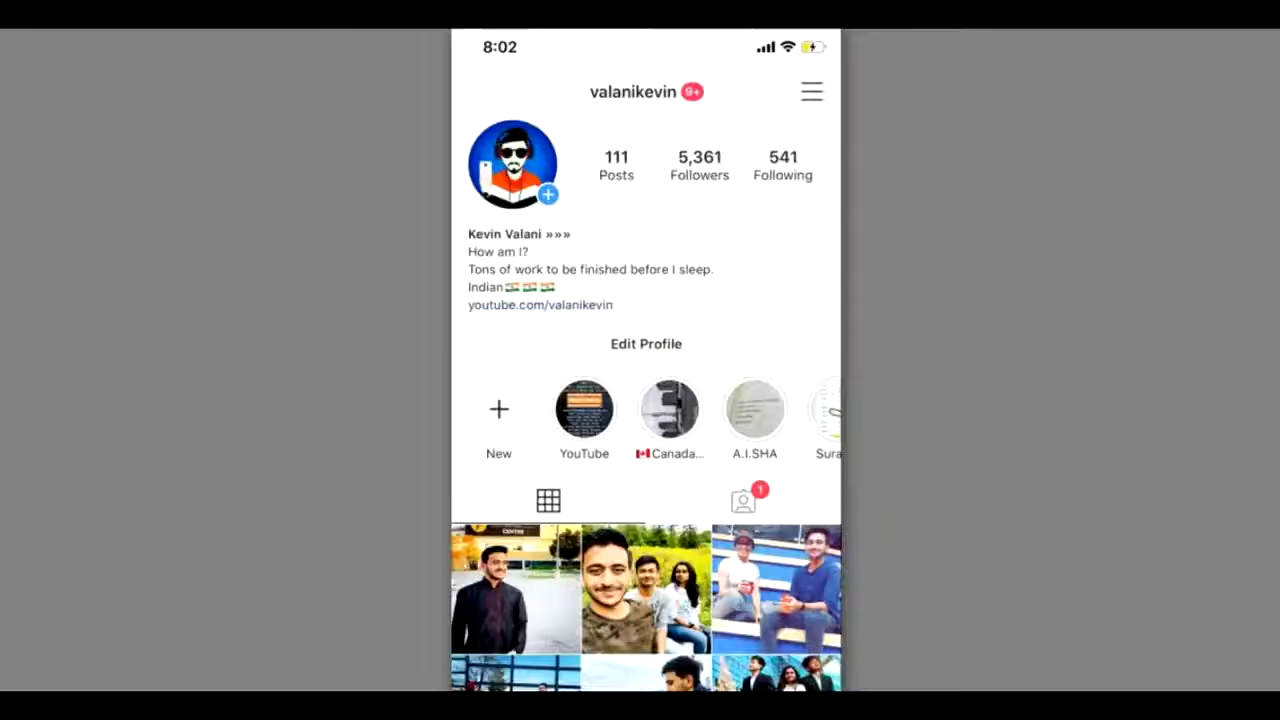 8:02
valanikevin 9+
111 5,361 541
Posts Followers Following
Kevin Valani »»»
How am I?
Tons of work to be finished before I sleep.
Indian🇮🇳🇮🇳🇮🇳
youtube.com/valanikevin
Edit Profile
New YouTube 🇨🇦Canada... A.I.SHA Sura
1
CENTRE